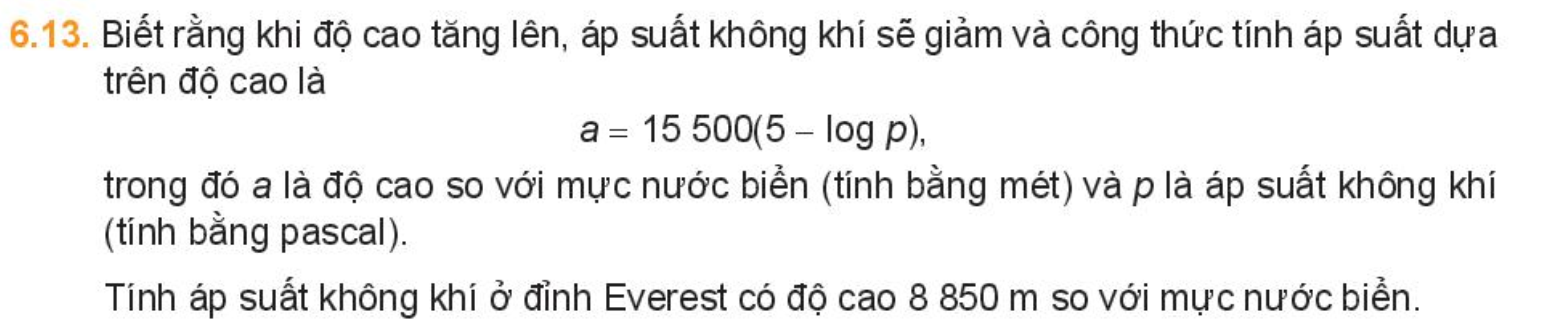 6.13. Biết rằng khi độ cao tăng lên, áp suất không khí sẽ giảm và công thức tính áp suất dựa
trên độ cao là
a = 15 500(5 – log p),
trong đó a là độ cao so với mực nước biển (tính bằng mét) và p là áp suất không khí
(tính bằng pascal).
Tính áp suất không khí ở đỉnh Everest có độ cao 8 850 m so với mực nước biển.